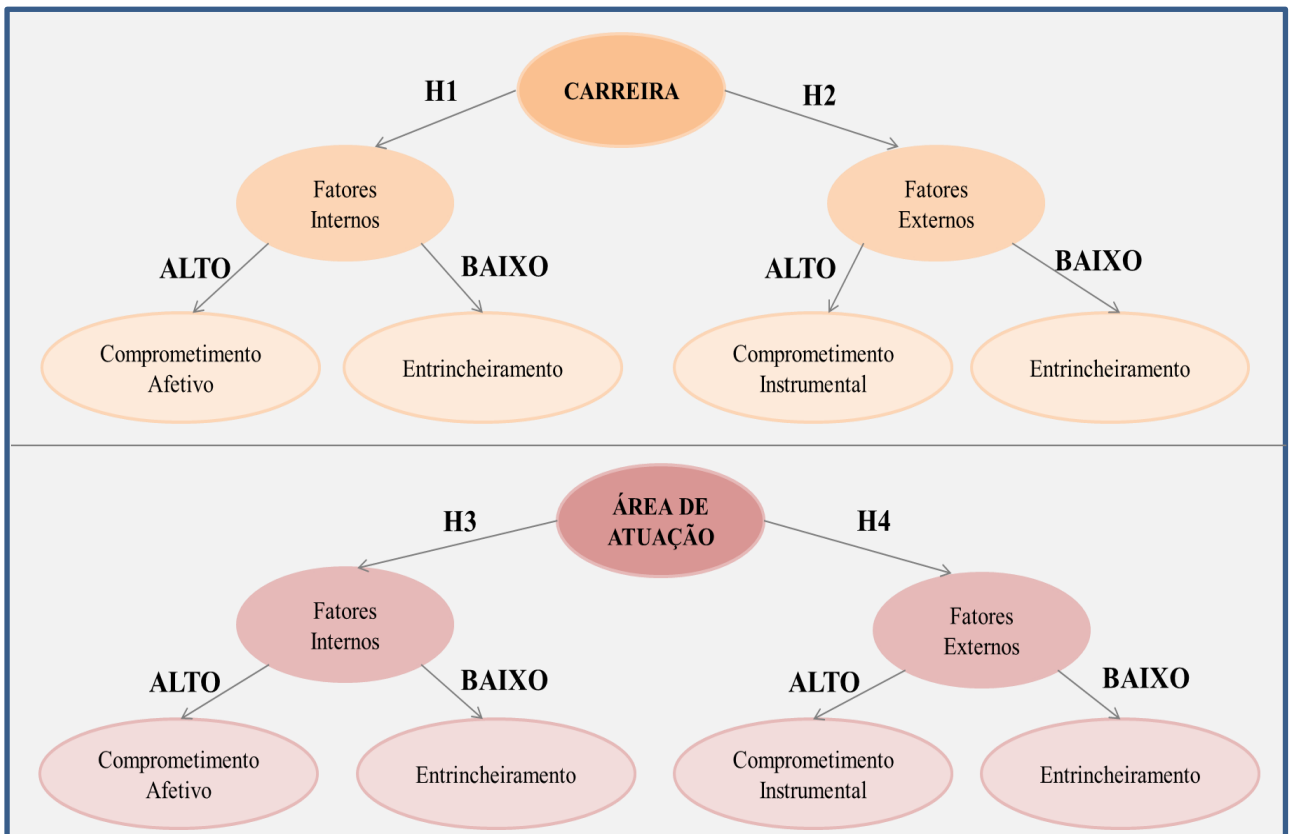 CARREIRA
H1
H2
Fatores
Internos
Fatores
Externos
ALTO
BAIXO
ALTO
BAIXO
Comprometimento
Afetivo
Entrincheiramento
Comprometimento
Instrumental
Entrincheiramento
ÁREA DE
ATUAÇÃO
H3
H4
Fatores
Internos
Fatores
Externos
ALTO
BAIXO
ALTO
BAIXO
Comprometimento
Afetivo
Entrincheiramento
Comprometimento
Instrumental
Entrincheiramento